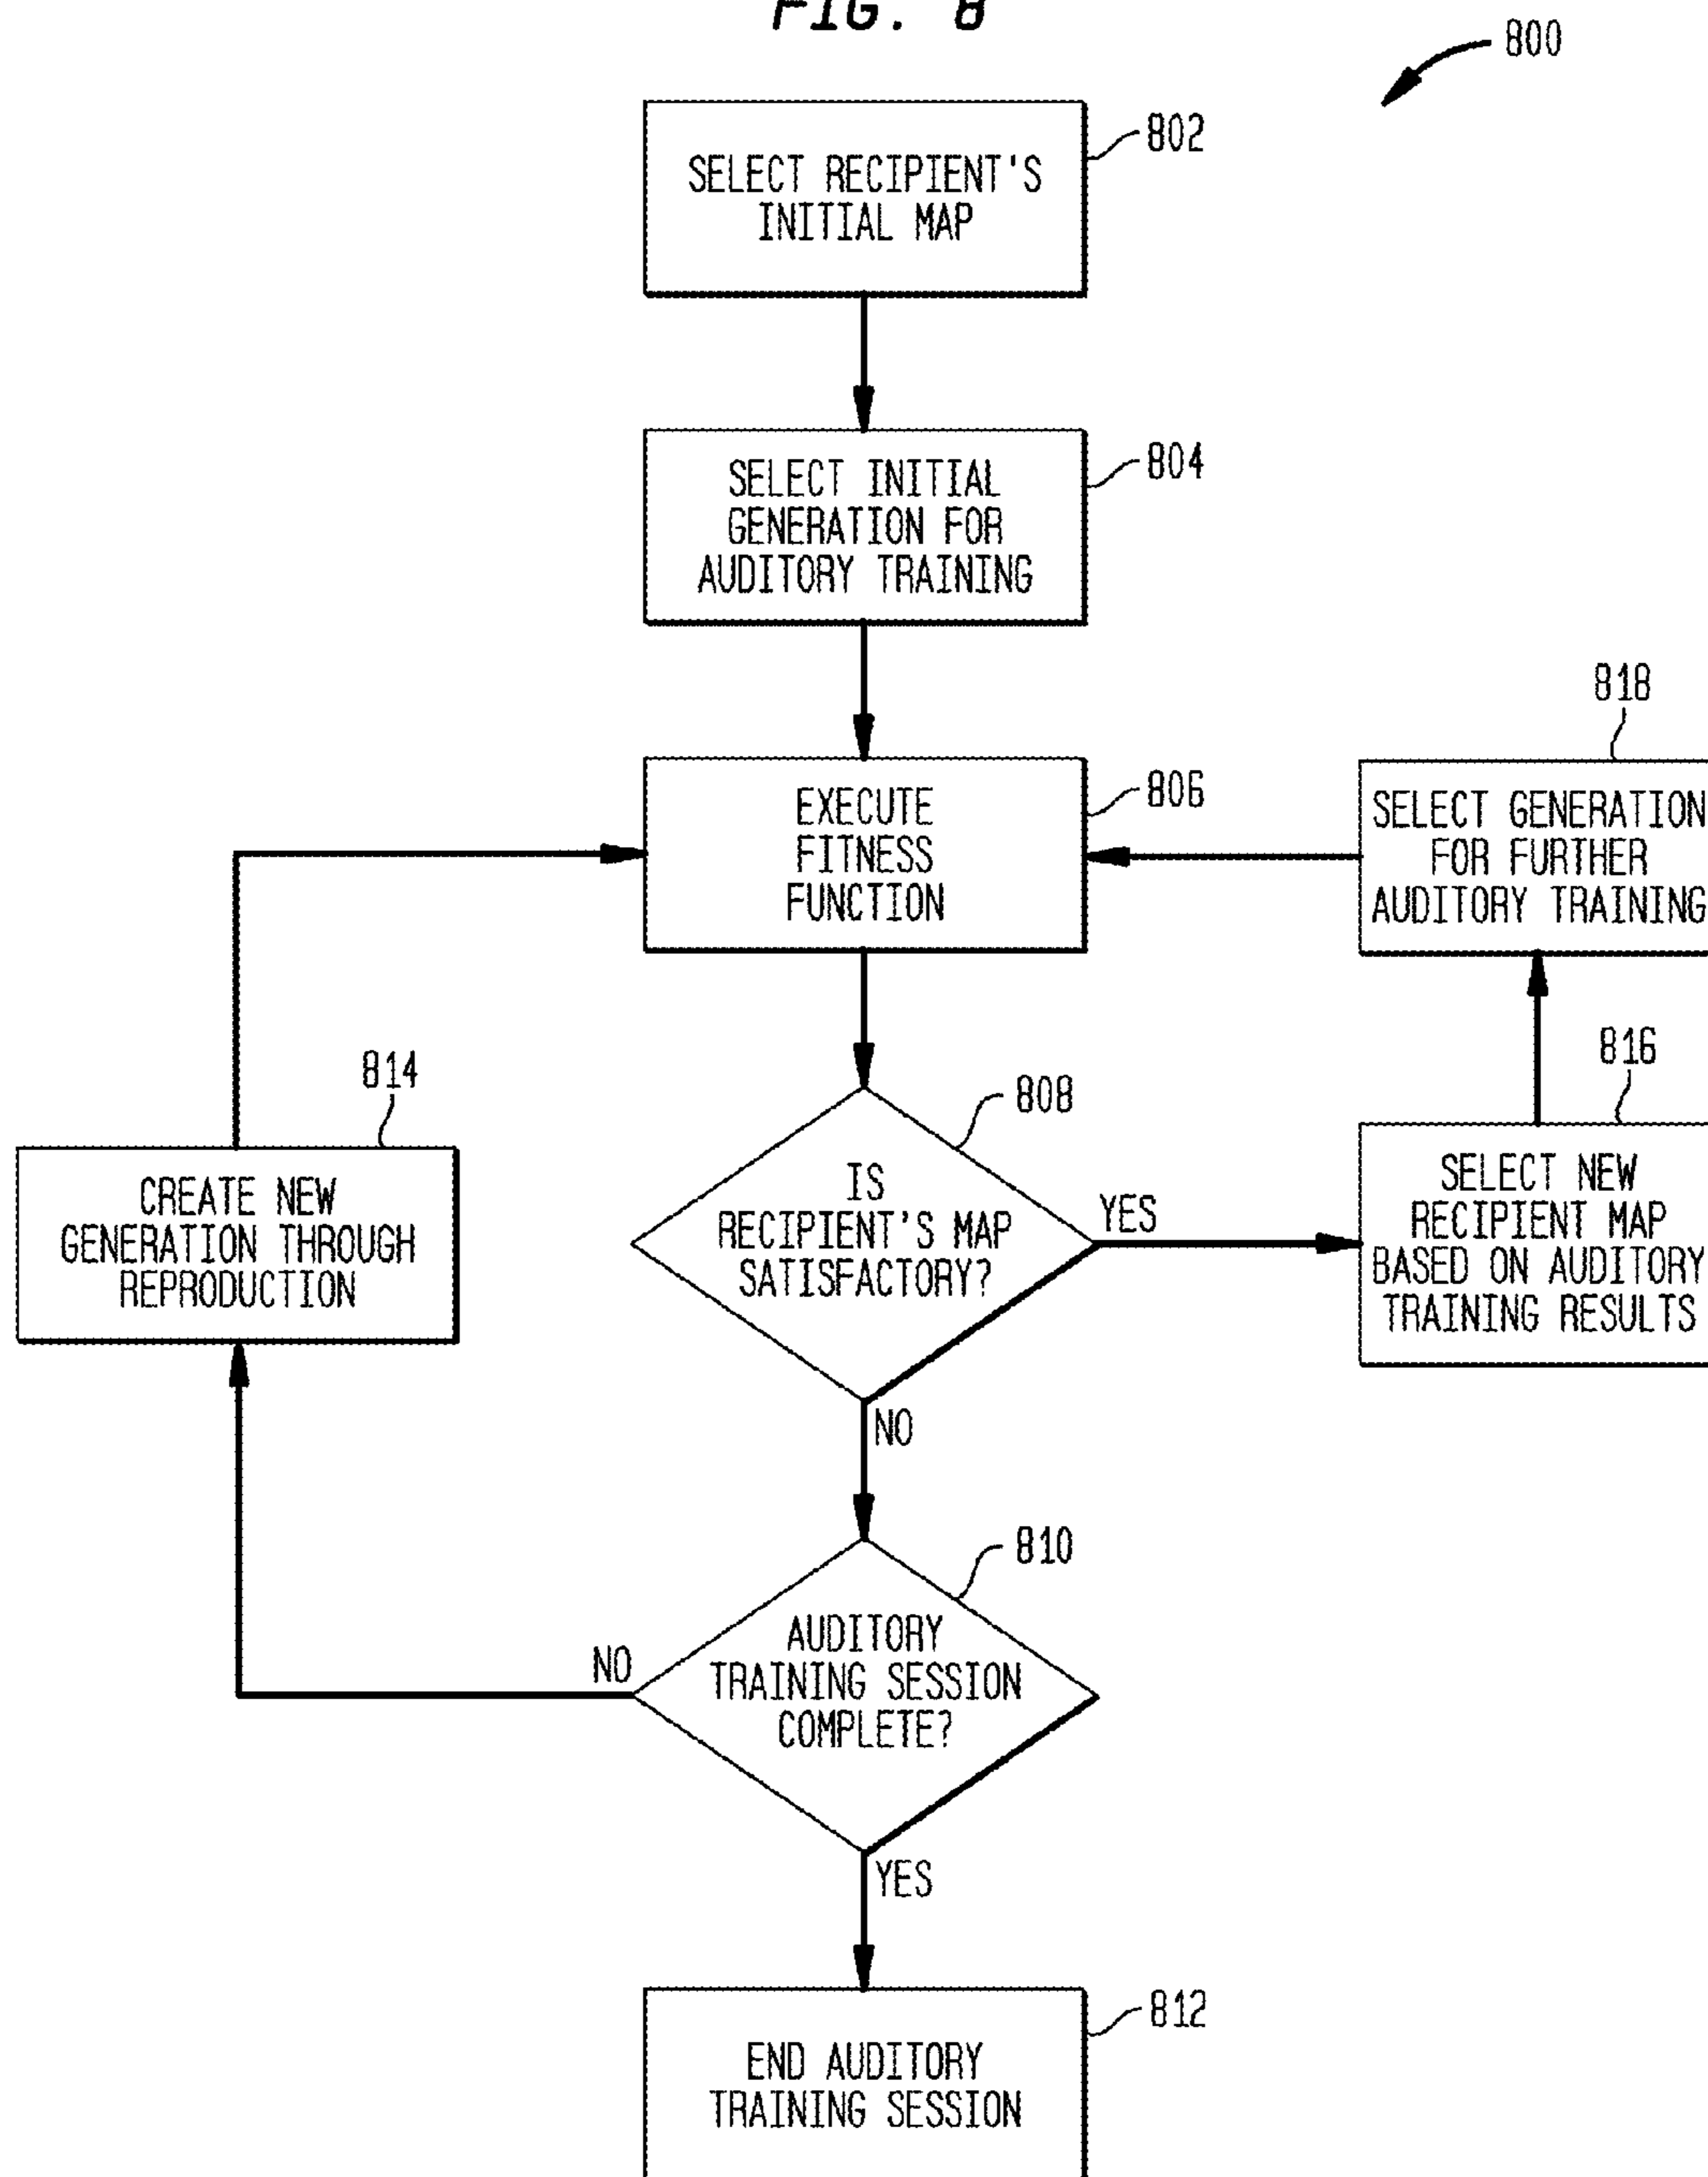 FIG. 8
800
802
SELECT RECIPIENT'S
INITIAL MAP
804
SELECT INITIAL
GENERATION FOR
AUDITORY TRAINING
806
EXECUTE
FITNESS
FUNCTION
818
SELECT GENERATION
FOR FURTHER
AUDITORY TRAINING
814
CREATE NEW
GENERATION THROUGH
REPRODUCTION
808
IS
RECIPIENT'S MAP
SATISFACTORY?
YES
NO
816
SELECT NEW
RECIPIENT MAP
BASED ON AUDITORY
TRAINING RESULTS
810
AUDITORY
TRAINING SESSION
COMPLETE?
NO
YES
812
END AUDITORY
TRAINING SESSION